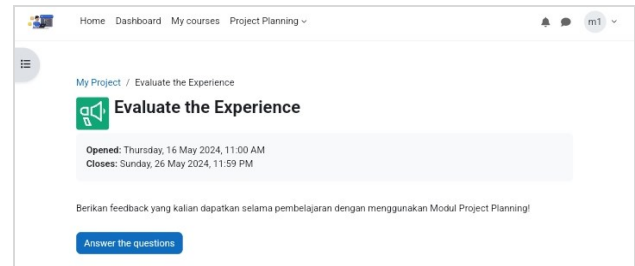 Home Dashboard My courses Project Planning
m1
My Project / Evaluate the Experience
Evaluate the Experience
Opened: Thursday, 16 May 2024, 11:00 AM
Closes: Sunday, 26 May 2024, 11:59 PM
Berikan feedback yang kalian dapatkan selama pembelajaran dengan menggunakan Modul Project Planning!
Answer the questions